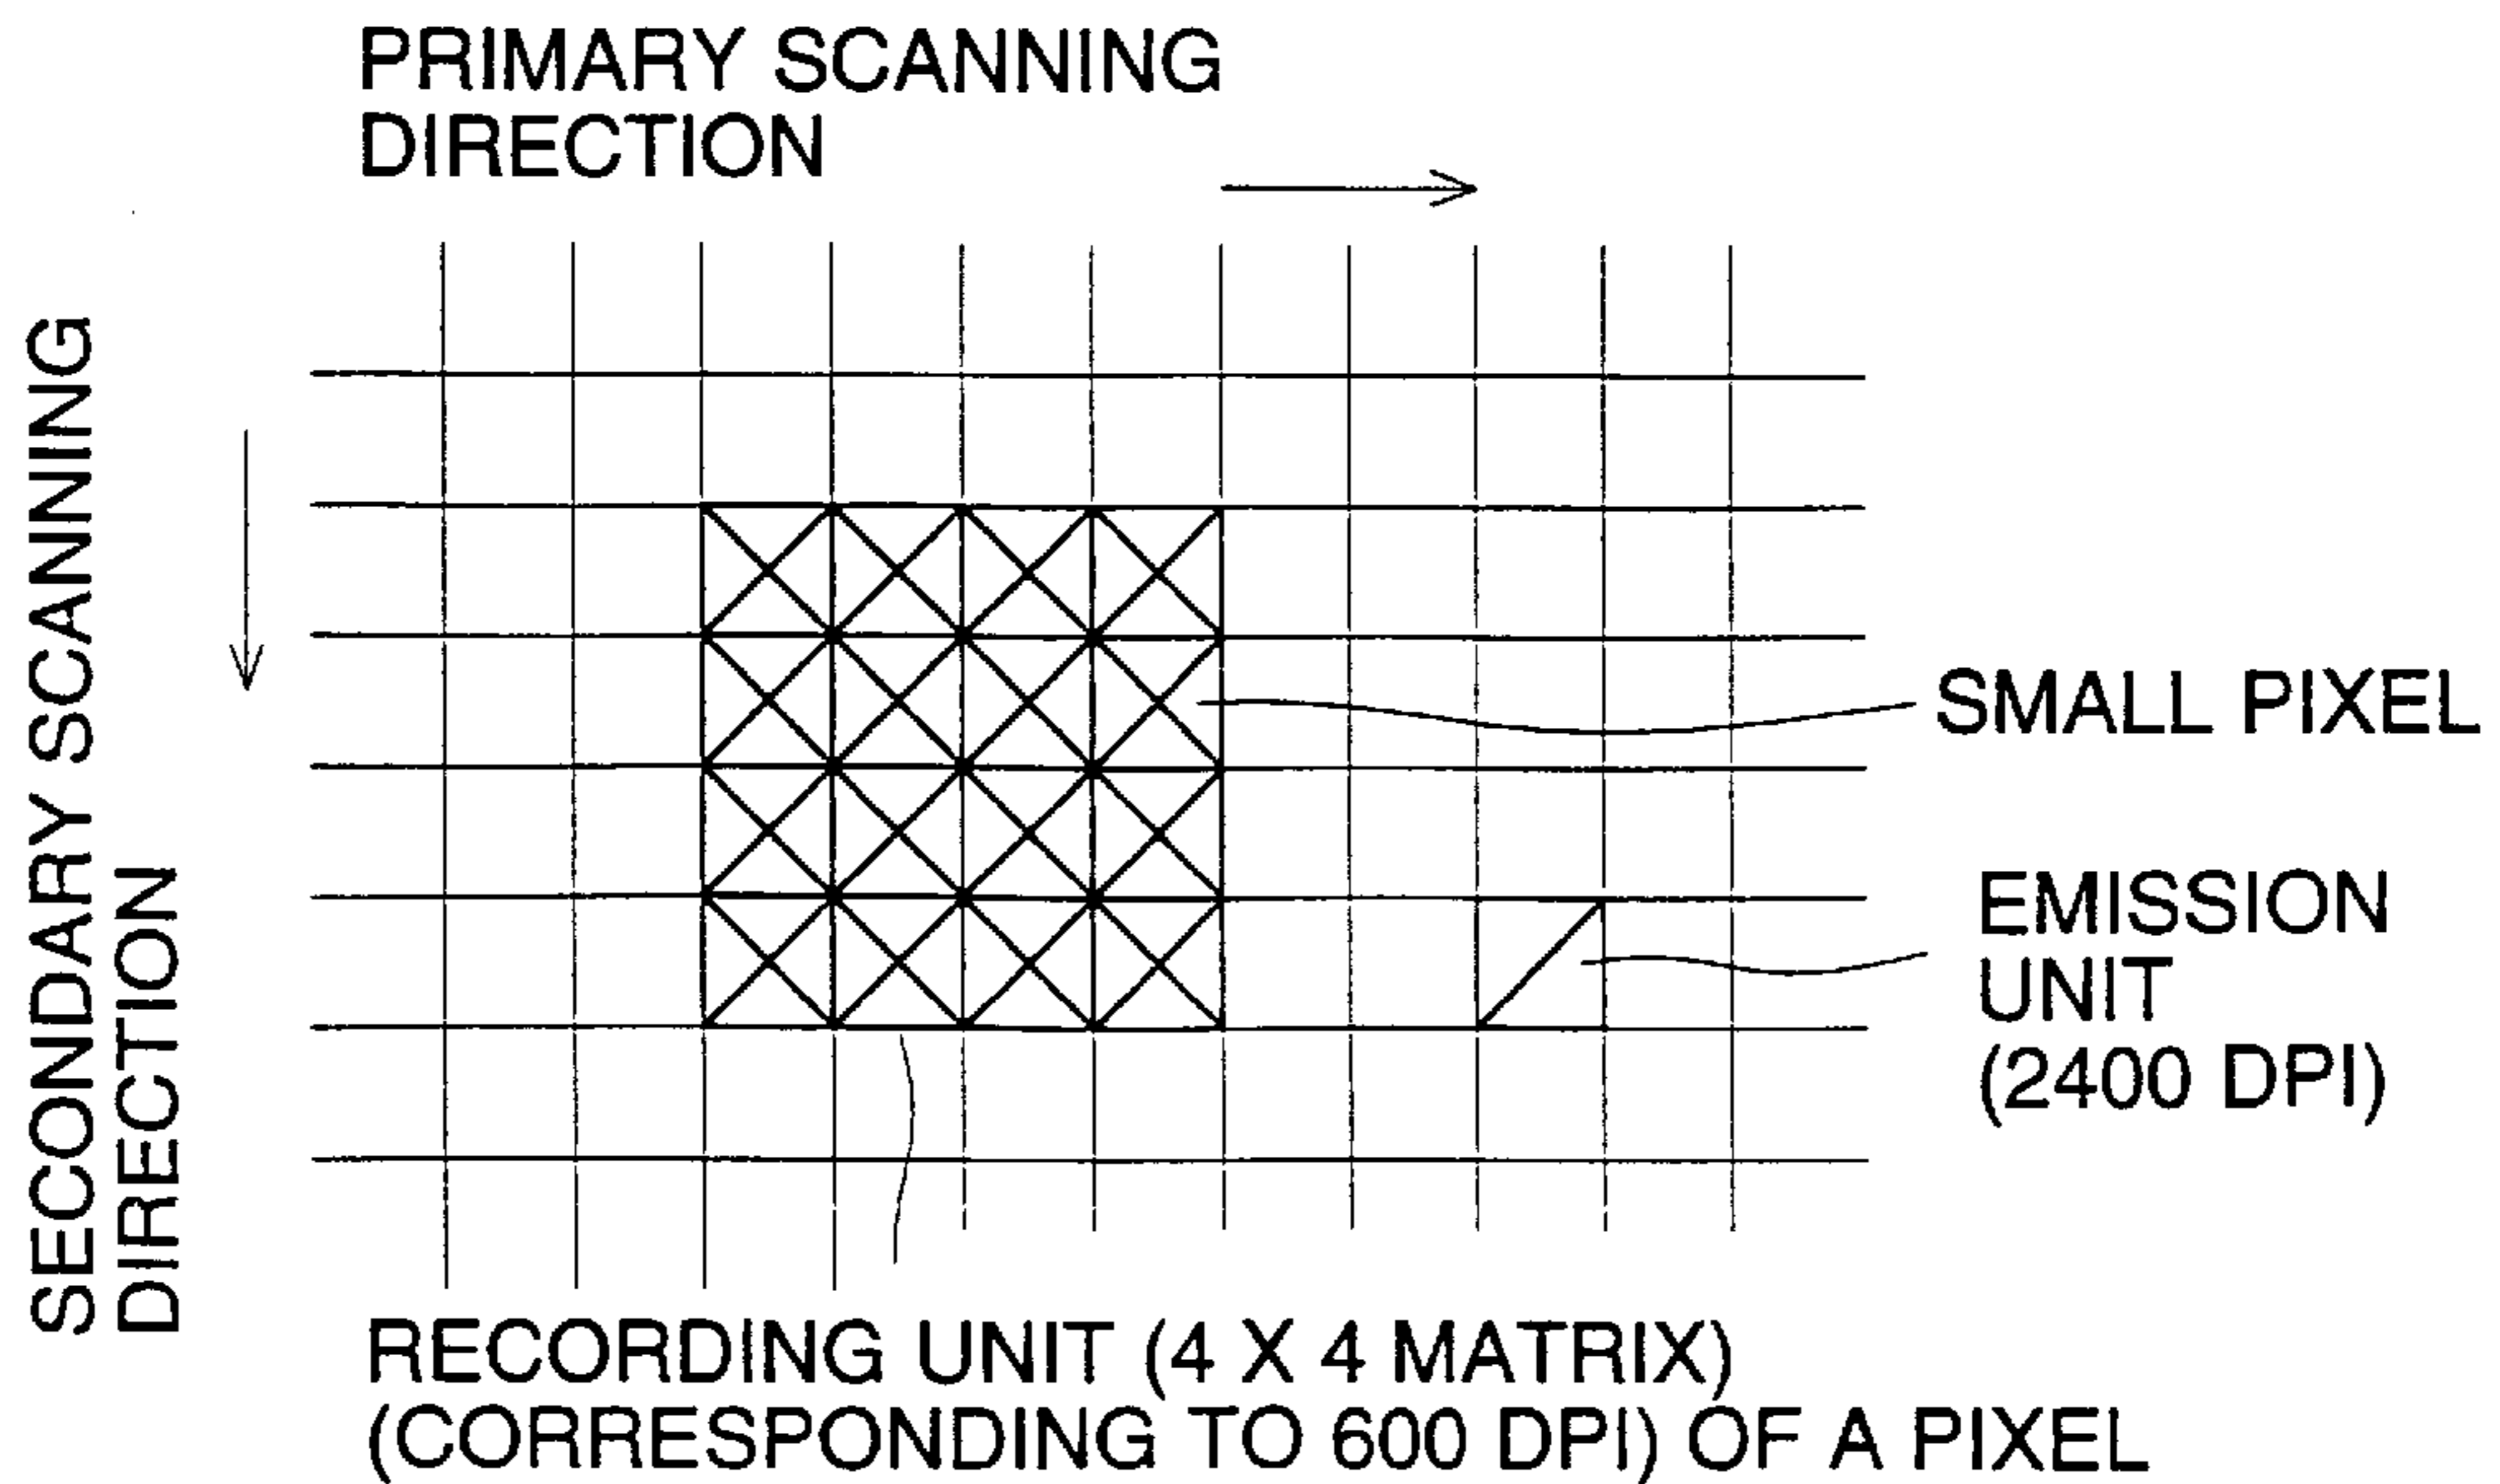 PRIMARY SCANNING
DIRECTION
SECONDARY SCANNING
DIRECTION
SMALL PIXEL
EMISSION
UNIT
(2400 DPI)
RECORDING UNIT (4 X 4 MATRIX)
(CORRESPONDING TO 600 DPI) OF A PIXEL